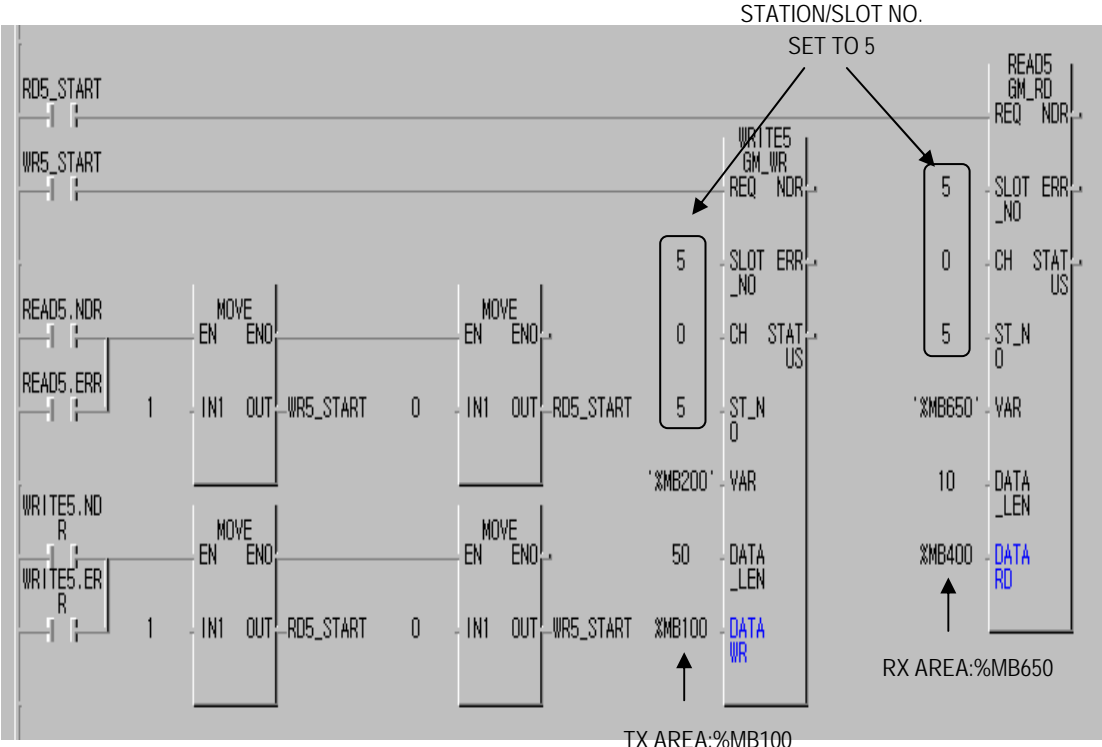 STATION/SLOT NO.
SET TO 5
RD5_START
READ5
GM_RD
REQ NDR
WR5_START
WRITE5
GM_WR
REQ NDR
5 SLOT ERR
_NO
5 SLOT ERR
_NO
0 CH STAT
US
READ5.NDR
MOVE
EN ENO
MOVE
EN ENO
0 CH STAT
US
5 ST_N
O
READ5.ERR
1 IN1 OUT WR5_START 0 IN1 OUT RD5_START
5 ST_N
O
'%MB650' VAR
'%MB200' VAR
10 DATA
_LEN
WRITE5.ND
R
MOVE
EN ENO
MOVE
EN ENO
50 DATA
_LEN
%MB400 DATA
RD
WRITE5.ER
R
1 IN1 OUT RD5_START 0 IN1 OUT WR5_START
%MB100 DATA
WR
RX AREA:%MB650
TX AREA:%MB100